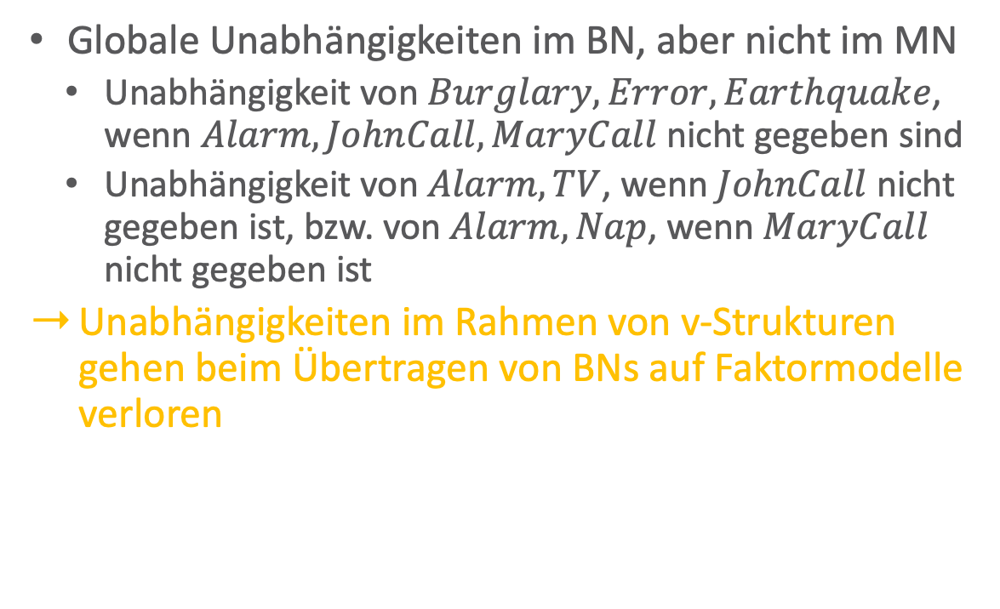 • Globale Unabhängigkeiten im BN, aber nicht im MN
• Unabhängigkeit von Burglary, Error, Earthquake,
wenn Alarm, JohnCall, MaryCall nicht gegeben sind
• Unabhängigkeit von Alarm, TV, wenn JohnCall nicht
gegeben ist, bzw. von Alarm, Nap, wenn MaryCall
nicht gegeben ist
→ Unabhängigkeiten im Rahmen von v-Strukturen
gehen beim Übertragen von BNs auf Faktormodelle
verloren